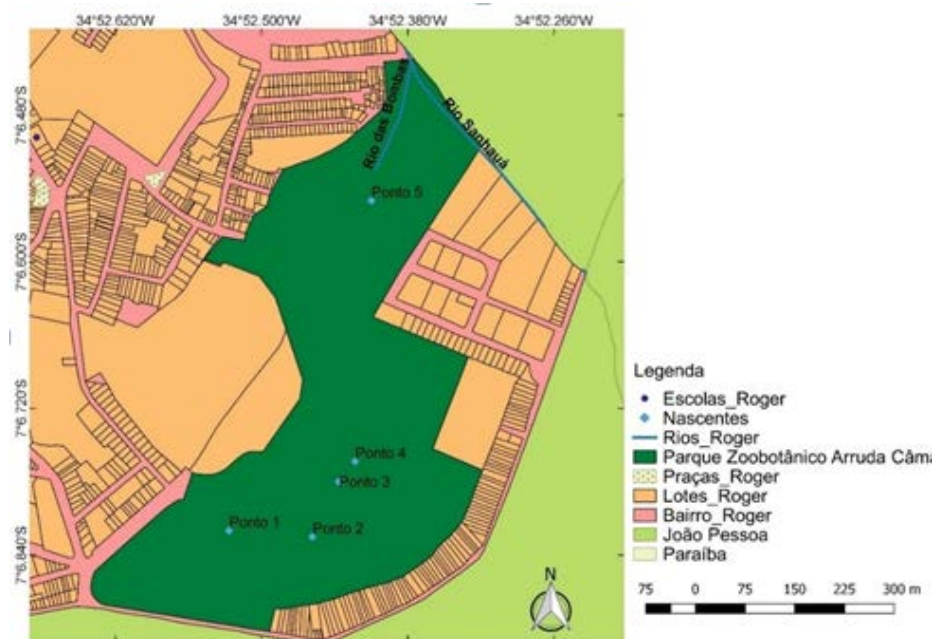 34°52.620'W 34°52.500'W 34°52.380'W 34°52.260'W
7°6.480'S
7°6.600'S
7°6.720'S
7°6.840'S
Rio das Bombas
Rio Sanhauá
Ponto 5
Ponto 4
Ponto 3
Ponto 1
Ponto 2
N
Legenda
Escolas_Roger
Nascentes
Rios_Roger
Parque Zoobotânico Arruda Câma
Praças_Roger
Lotes_Roger
Bairro_Roger
João Pessoa
Paraíba
75 0 75 150 225 300 m